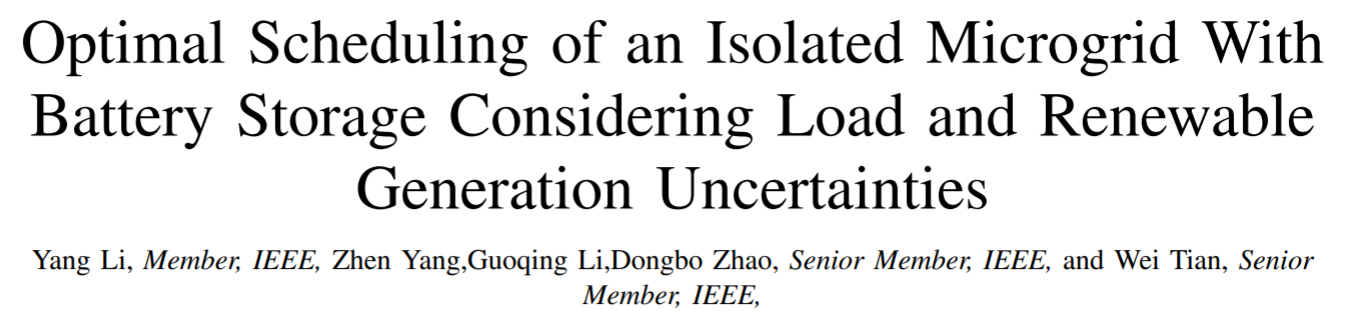 Optimal Scheduling of an Isolated Microgrid With
Battery Storage Considering Load and Renewable
Generation Uncertainties
Yang Li, Member, IEEE, Zhen Yang,Guoqing Li,Dongbo Zhao, Senior Member, IEEE, and Wei Tian, Senior
Member, IEEE,